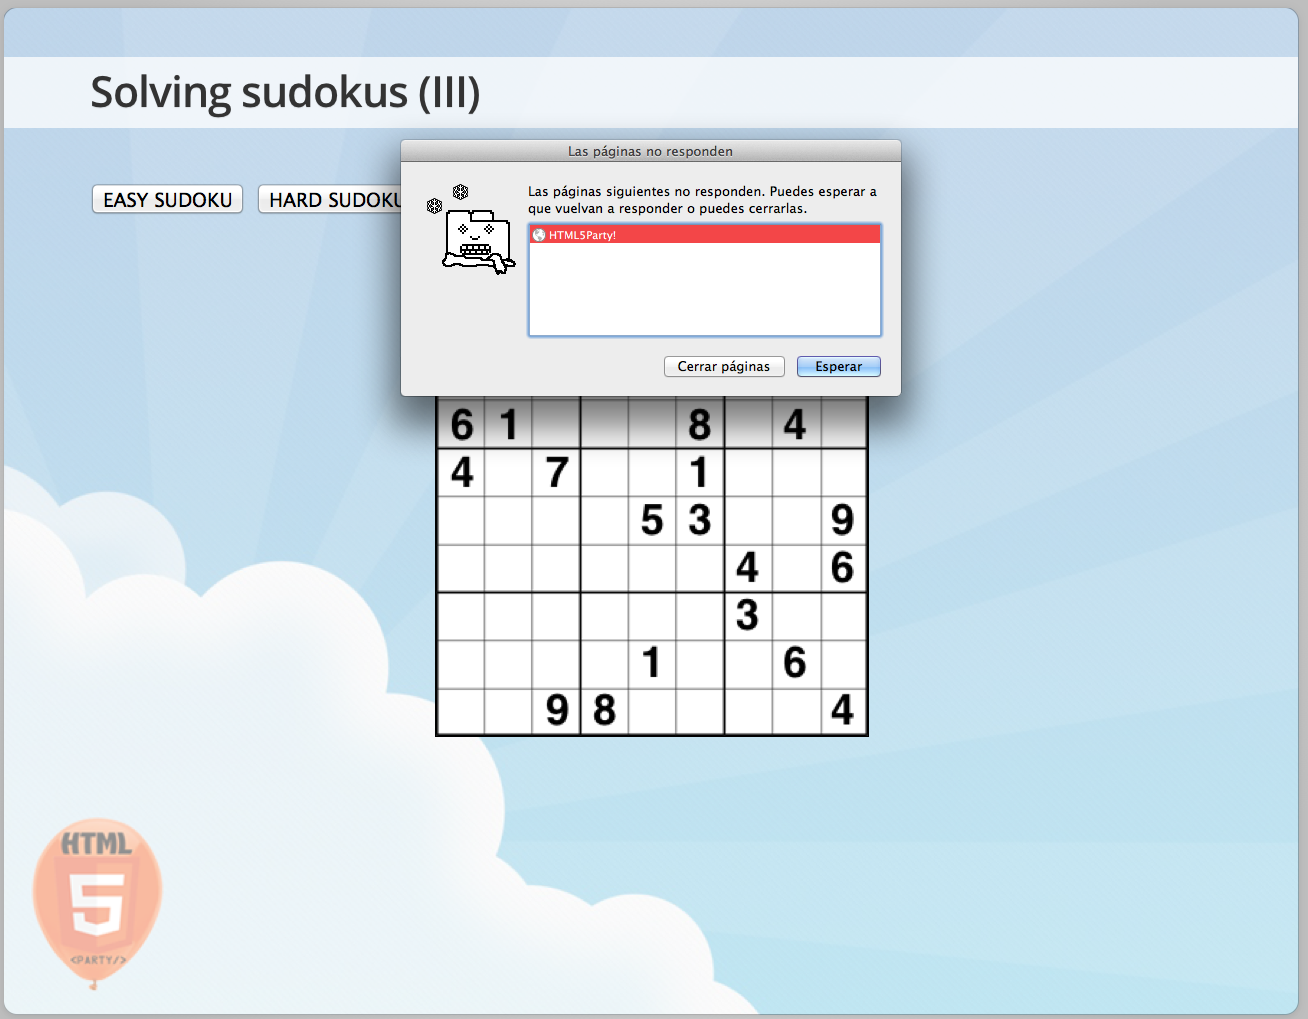 Solving sudokus (III)
Las páginas no responden
EASY SUDOKU
HARD SUDOKU
Las páginas siguientes no responden. Puedes esperar a
que vuelvan a responder o puedes cerrarlas.
HTML5Party!
Cerrar páginas
Esperar
6 1 8 4
4 7 1
5 3 9
4 6
3
1 6
9 8 4
HTML
5
<PARTY/>